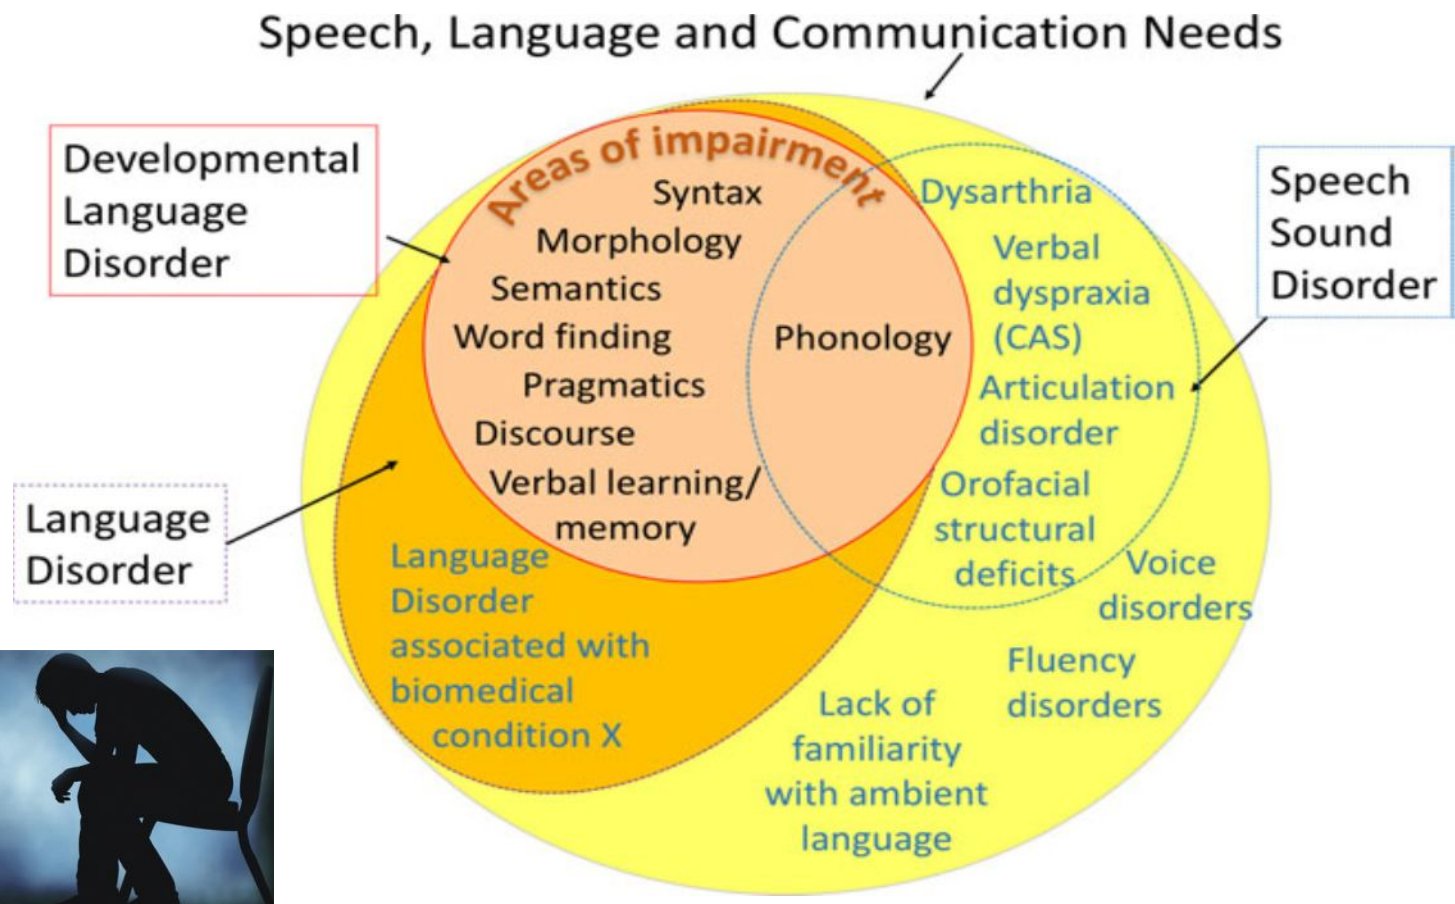 Speech, Language and Communication Needs
Developmental
Language
Disorder
Areas of impairment
Syntax
Morphology
Semantics
Word finding
Pragmatics
Discourse
Verbal learning/
memory
Phonology
Dysarthria
Verbal
dyspraxia
(CAS)
Articulation
disorder
Orofacial
structural
deficits
Speech
Sound
Disorder
Language
Disorder
Language
Disorder
associated with
biomedical
condition X
Voice
disorders
Fluency
disorders
Lack of
familiarity
with ambient
language